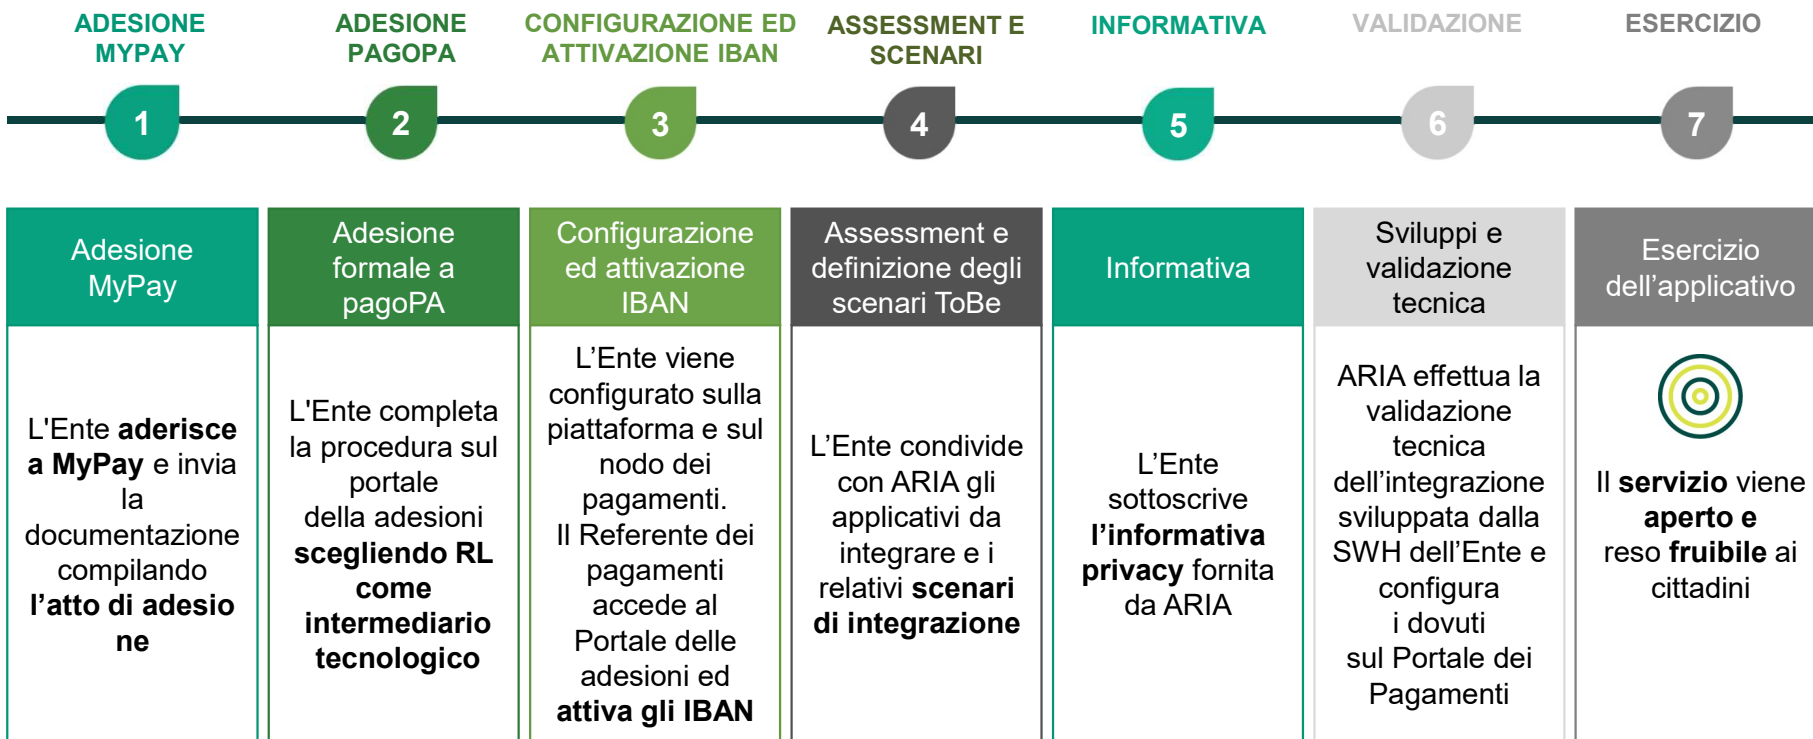 ADESIONE
MYPAY
ADESIONE
PAGOPA
CONFIGURAZIONE ED
ATTIVAZIONE IBAN
ASSESSMENT E
SCENARI
INFORMATIVA
VALIDAZIONE
ESERCIZIO
1
2
3
4
5
6
7
Adesione
MyPay
L'Ente aderisce
a MyPay e invia
la
documentazione
compilando
l’atto di adesio
ne
Adesione
formale a
pagoPA
L'Ente completa
la procedura sul
portale
della adesioni
scegliendo RL
come
intermediario
tecnologico
Configurazione
ed attivazione
IBAN
L’Ente viene
configurato sulla
piattaforma e sul
nodo dei
pagamenti.
Il Referente dei
pagamenti
accede al
Portale delle
adesioni ed
attiva gli IBAN
Assessment e
definizione degli
scenari ToBe
L’Ente condivide
con ARIA gli
applicativi da
integrare e i
relativi scenari
di integrazione
Informativa
L’Ente
sottoscrive
l’informativa
privacy fornita
da ARIA
Sviluppi e
validazione
tecnica
ARIA effettua la
validazione
tecnica
dell’integrazione
sviluppata dalla
SWH dell’Ente e
configura
i dovuti
sul Portale dei
Pagamenti
Esercizio
dell’applicativo
Il servizio viene
aperto e
reso fruibile ai
cittadini